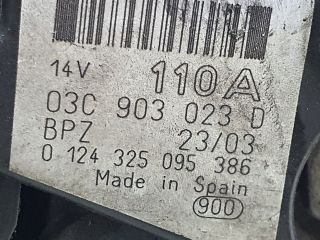 14V 110A
03C 903 023 D
BPZ 23/03
0 124 325 095 386
Made in Spain
900